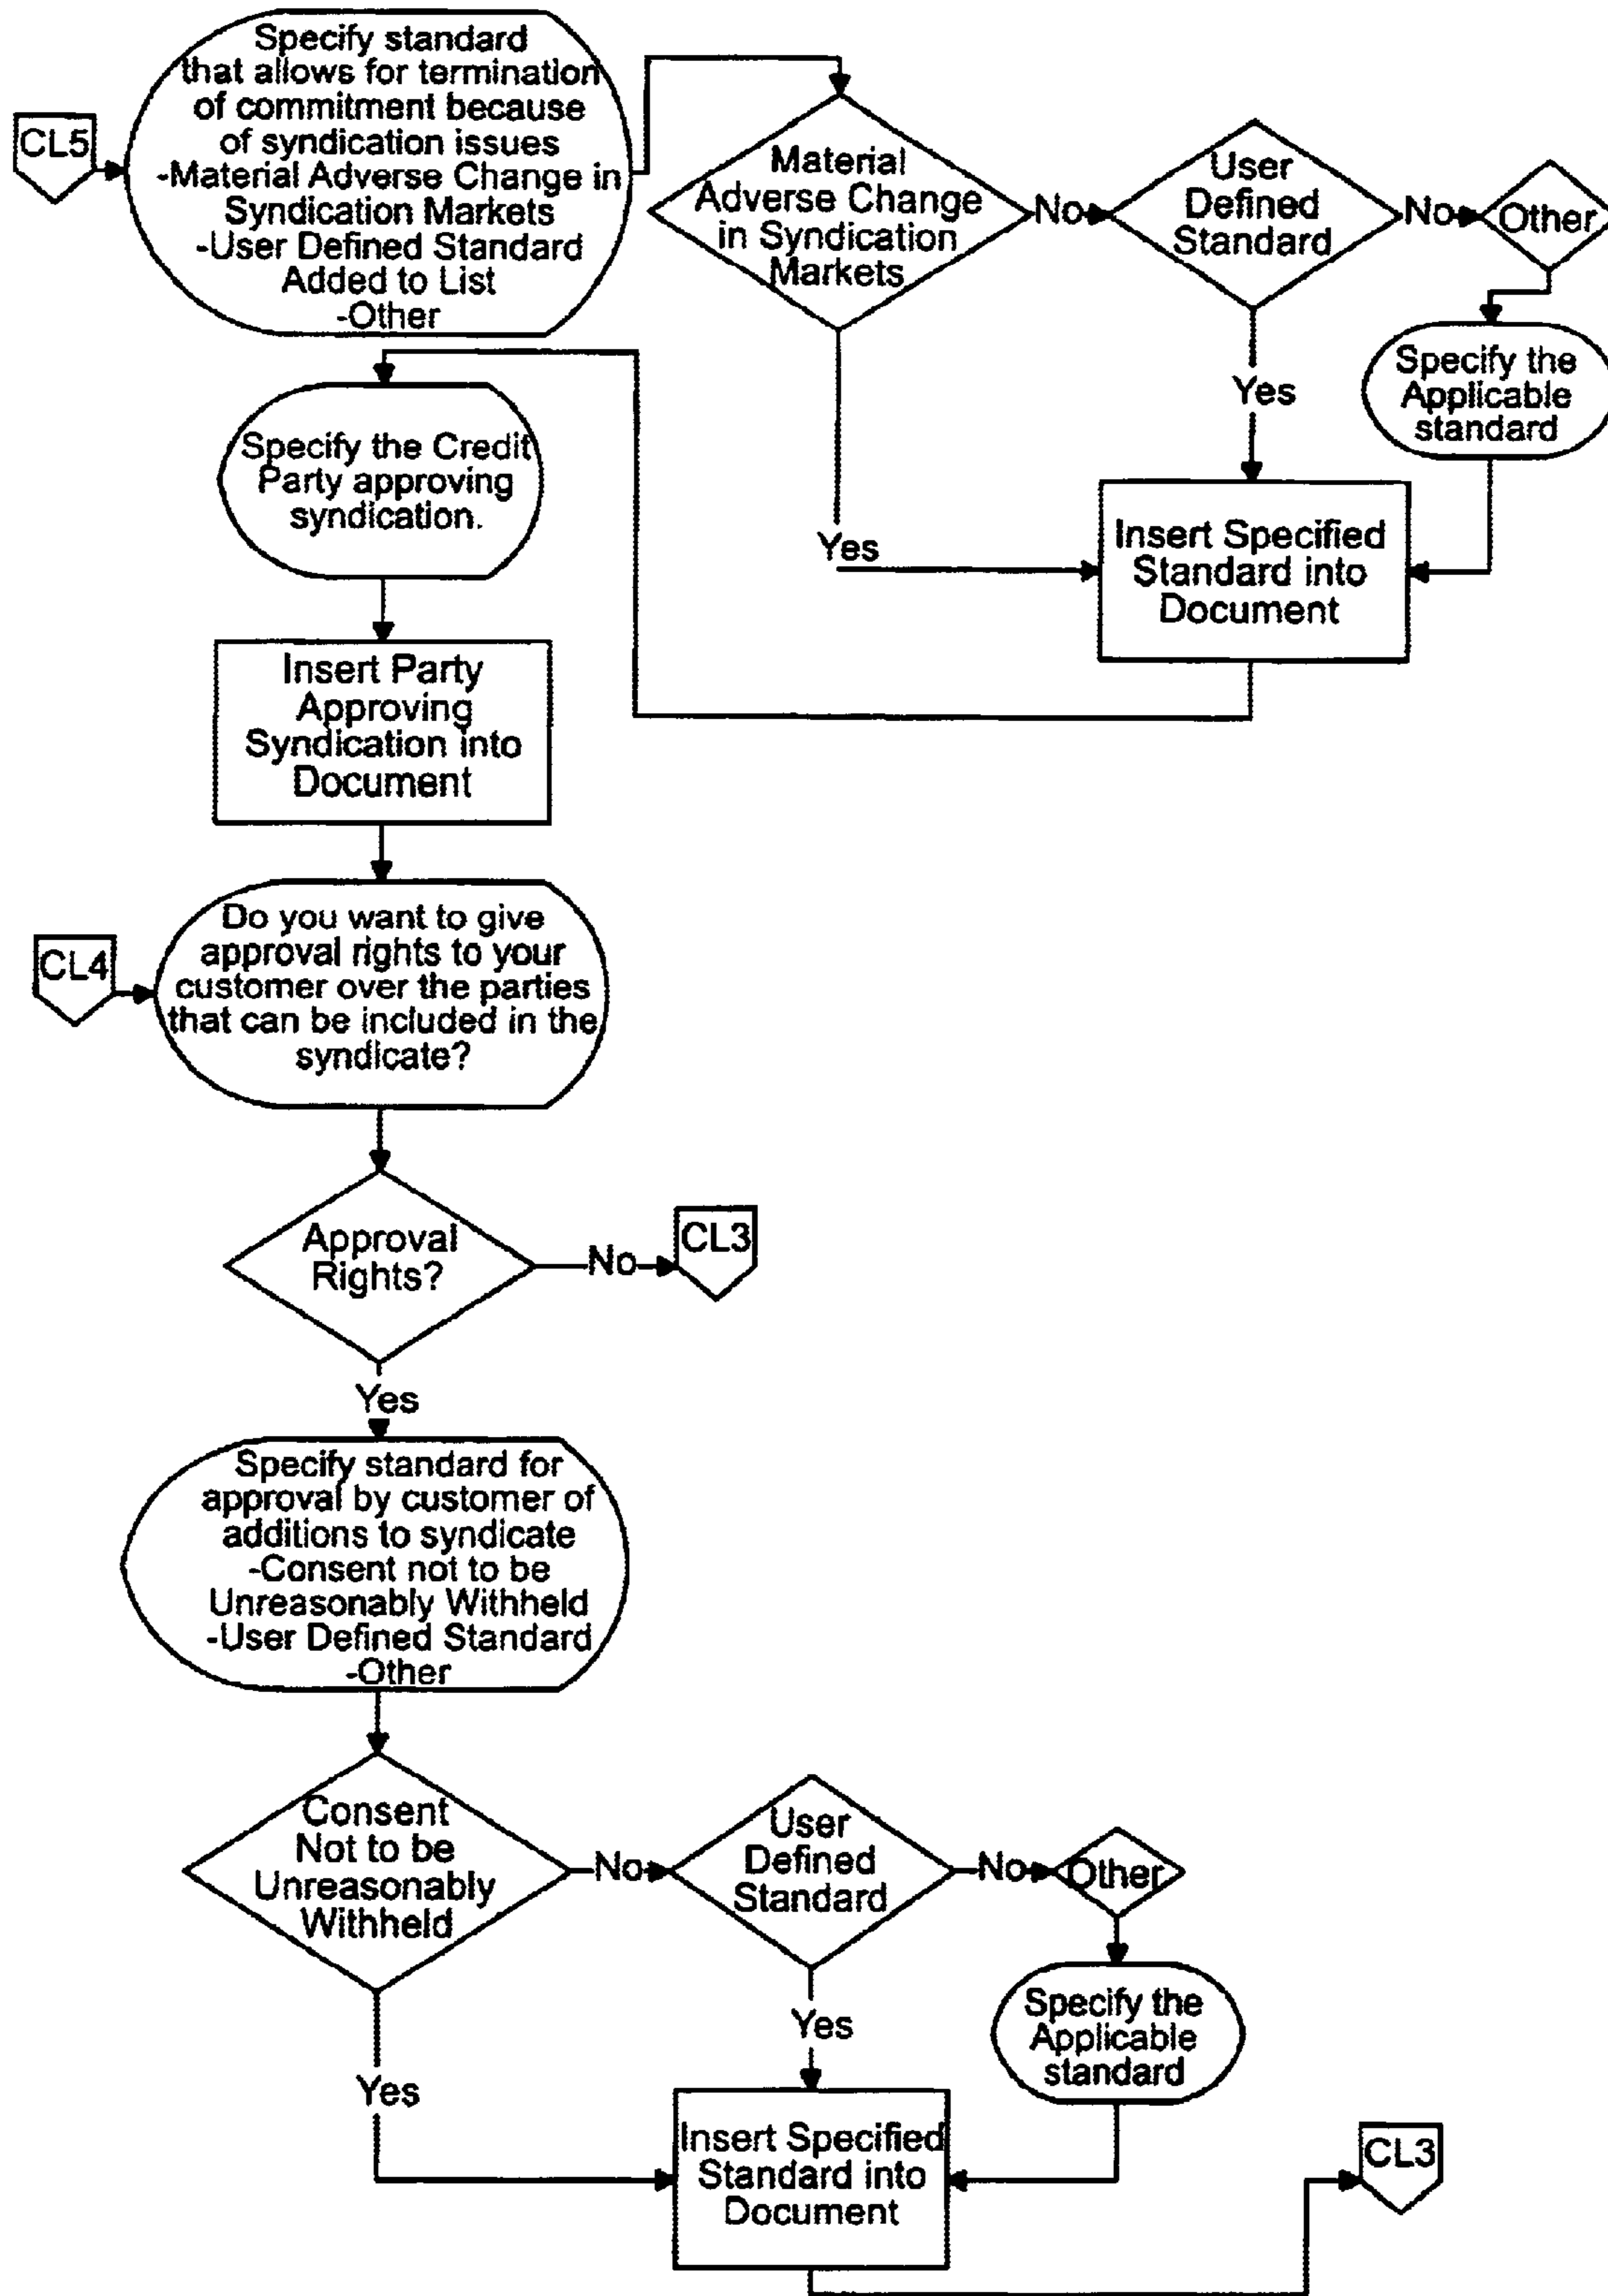 CL5
Specify standard
that allows for termination
of commitment because
of syndication issues
-Material Adverse Change in
Syndication Markets
-User Defined Standard
Added to List
-Other
Material
Adverse Change
in Syndication
Markets
No
User
Defined
Standard
No
Other
Specify the
Applicable
standard
Yes
Yes
Insert Specified
Standard into
Document
Specify the Credit
Party approving
syndication.
Insert Party
Approving
Syndication into
Document
CL4
Do you want to give
approval rights to your
customer over the parties
that can be included in the
syndicate?
Approval
Rights?
No
CL3
Yes
Specify standard for
approval by customer of
additions to syndicate
-Consent not to be
Unreasonably Withheld
-User Defined Standard
-Other
Consent
Not to be
Unreasonably
Withheld
No
User
Defined
Standard
No
Other
Specify the
Applicable
standard
Yes
Yes
Insert Specified
Standard into
Document
CL3